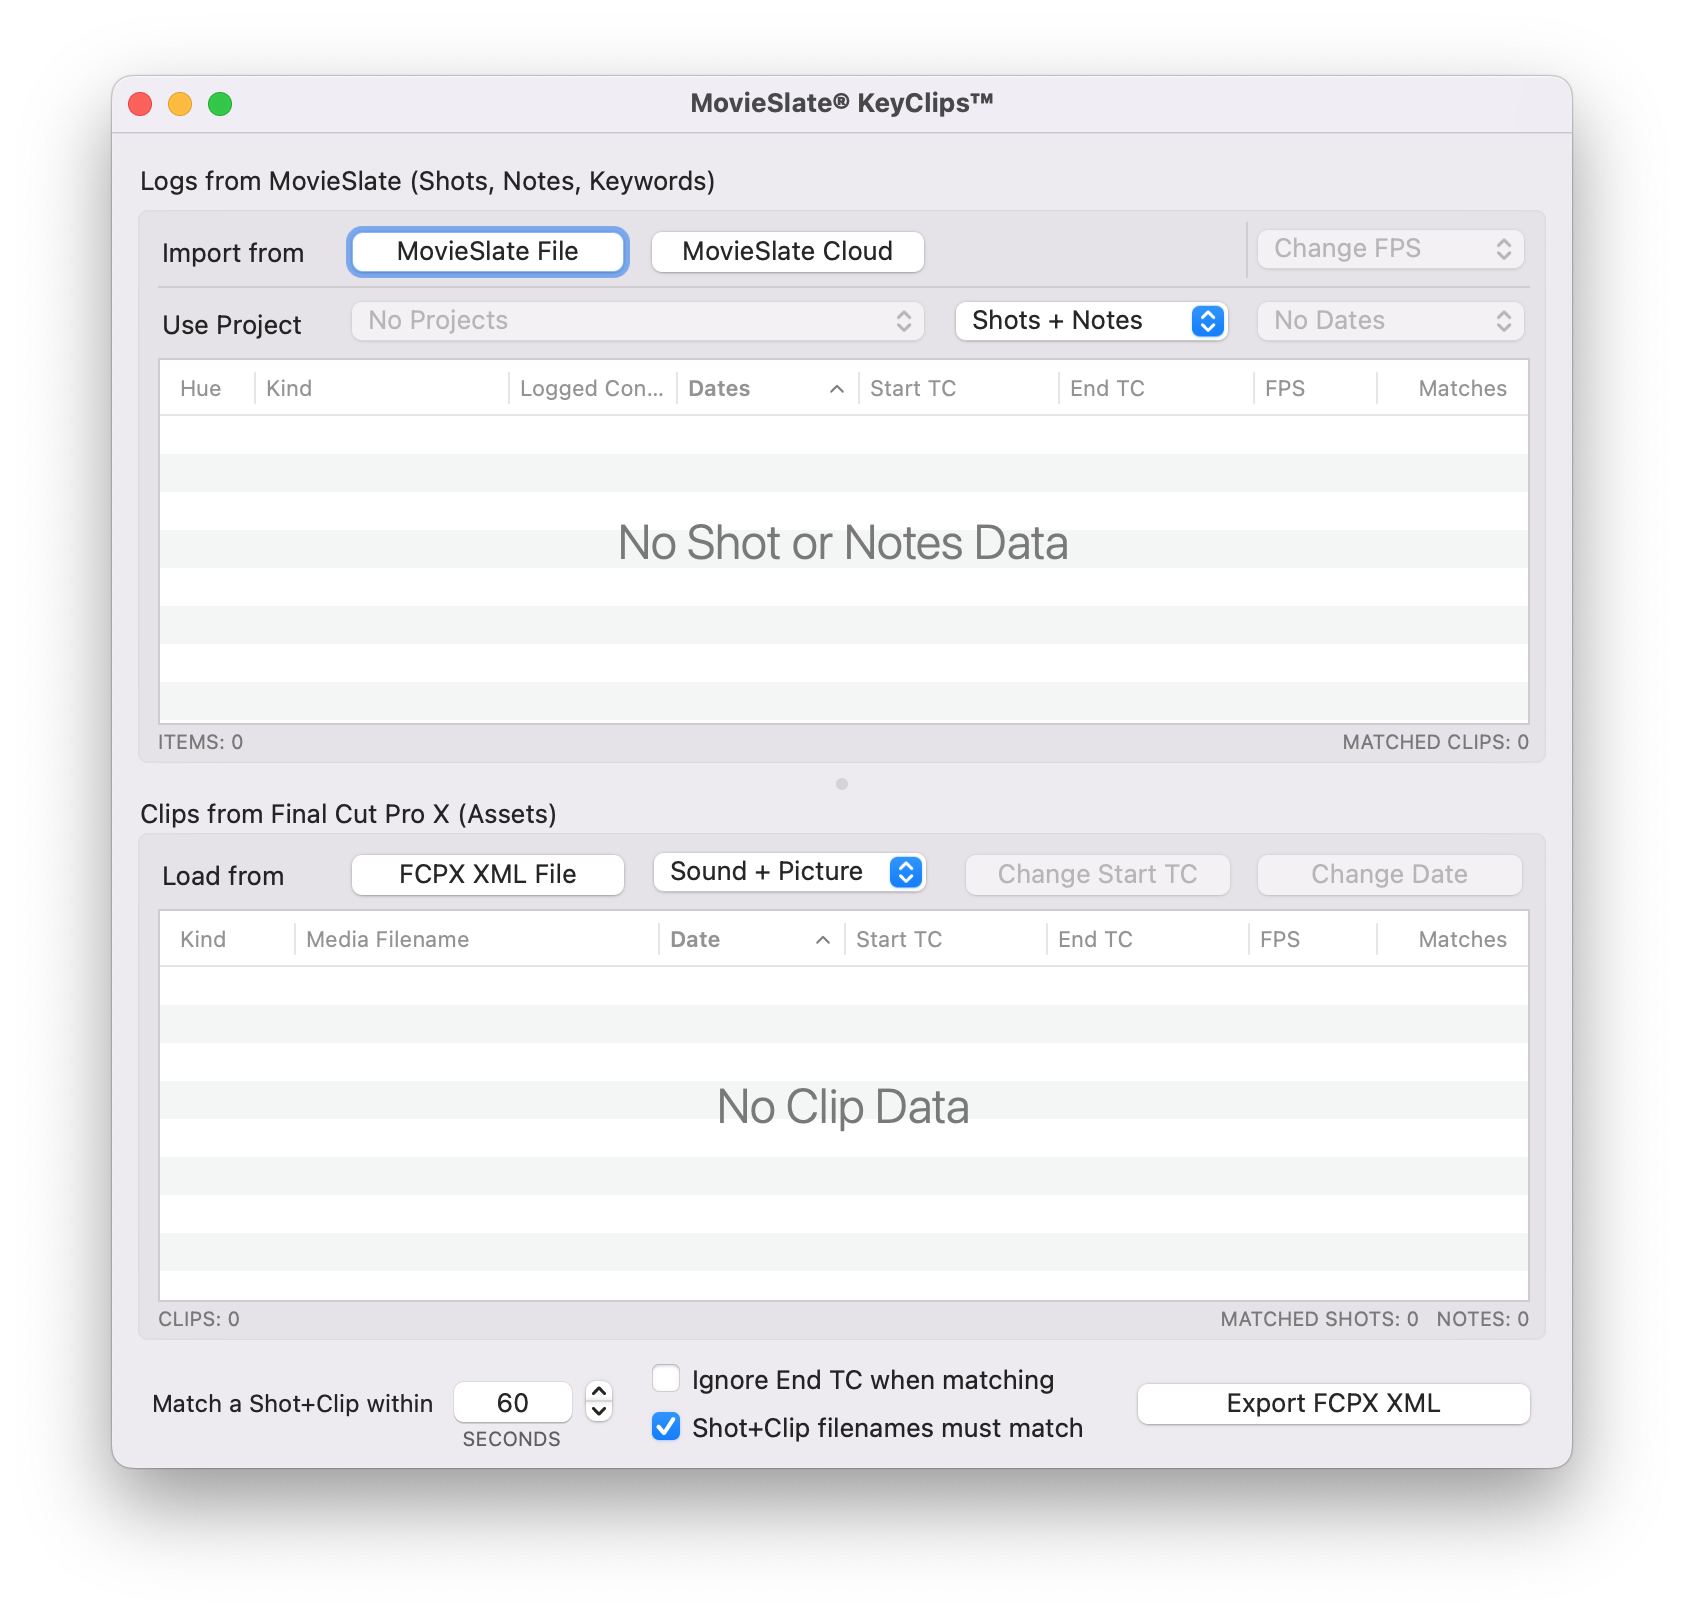 MovieSlate® KeyClips™
Logs from MovieSlate (Shots, Notes, Keywords)
Import from MovieSlate File MovieSlate Cloud Change FPS
Use Project No Projects Shots + Notes No Dates
Hue Kind Logged Con... Dates Start TC End TC FPS Matches
No Shot or Notes Data
ITEMS: 0 MATCHED CLIPS: 0
Clips from Final Cut Pro X (Assets)
Load from FCPX XML File Sound + Picture Change Start TC Change Date
Kind Media Filename Date Start TC End TC FPS Matches
No Clip Data
CLIPS: 0 MATCHED SHOTS: 0 NOTES: 0
Ignore End TC when matching
Match a Shot+Clip within 60 Export FCPX XML
Shot+Clip filenames must match
SECONDS